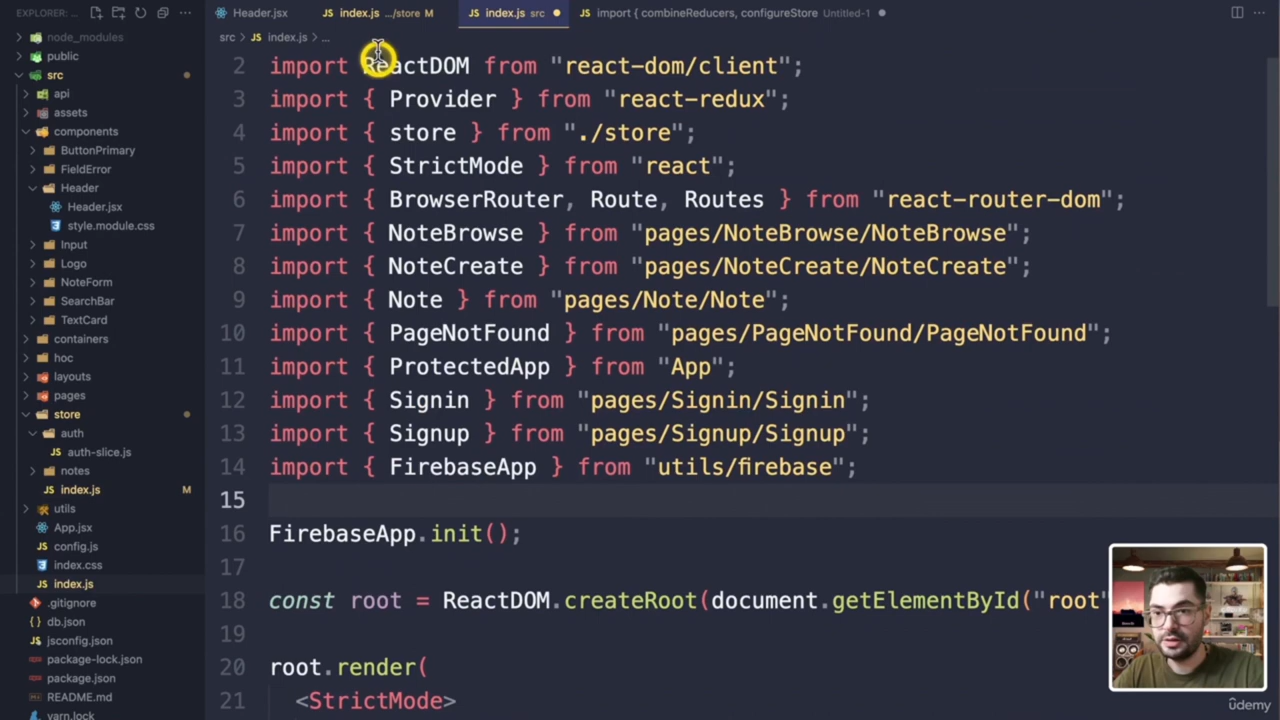 EXPLORER: ...
node_modules
public
src
api
assets
components
ButtonPrimary
FieldError
Header
Header.jsx
style.module.css
Input
Logo
NoteForm
SearchBar
TextCard
containers
hoc
layouts
pages
store
auth
auth-slice.js
notes
index.js M
utils
App.jsx
config.js
index.css
index.js
.gitignore
db.json
jsconfig.json
package-lock.json
package.json
README.md
yarn.lock
Header.jsx
JS index.js .../store M
JS index.js src
JS import { combineReducers, configureStore Untitled-1
src > JS index.js > ...
2 import ReactDOM from "react-dom/client";
3 import { Provider } from "react-redux";
4 import { store } from "./store";
5 import { StrictMode } from "react";
6 import { BrowserRouter, Route, Routes } from "react-router-dom";
7 import { NoteBrowse } from "pages/NoteBrowse/NoteBrowse";
8 import { NoteCreate } from "pages/NoteCreate/NoteCreate";
9 import { Note } from "pages/Note/Note";
10 import { PageNotFound } from "pages/PageNotFound/PageNotFound";
11 import { ProtectedApp } from "App";
12 import { Signin } from "pages/Signin/Signin";
13 import { Signup } from "pages/Signup/Signup";
14 import { FirebaseApp } from "utils/firebase";
15
16 FirebaseApp.init();
17
18 const root = ReactDOM.createRoot(document.getElementById("root"
19
20 root.render(
21 <StrictMode>
ûdemy